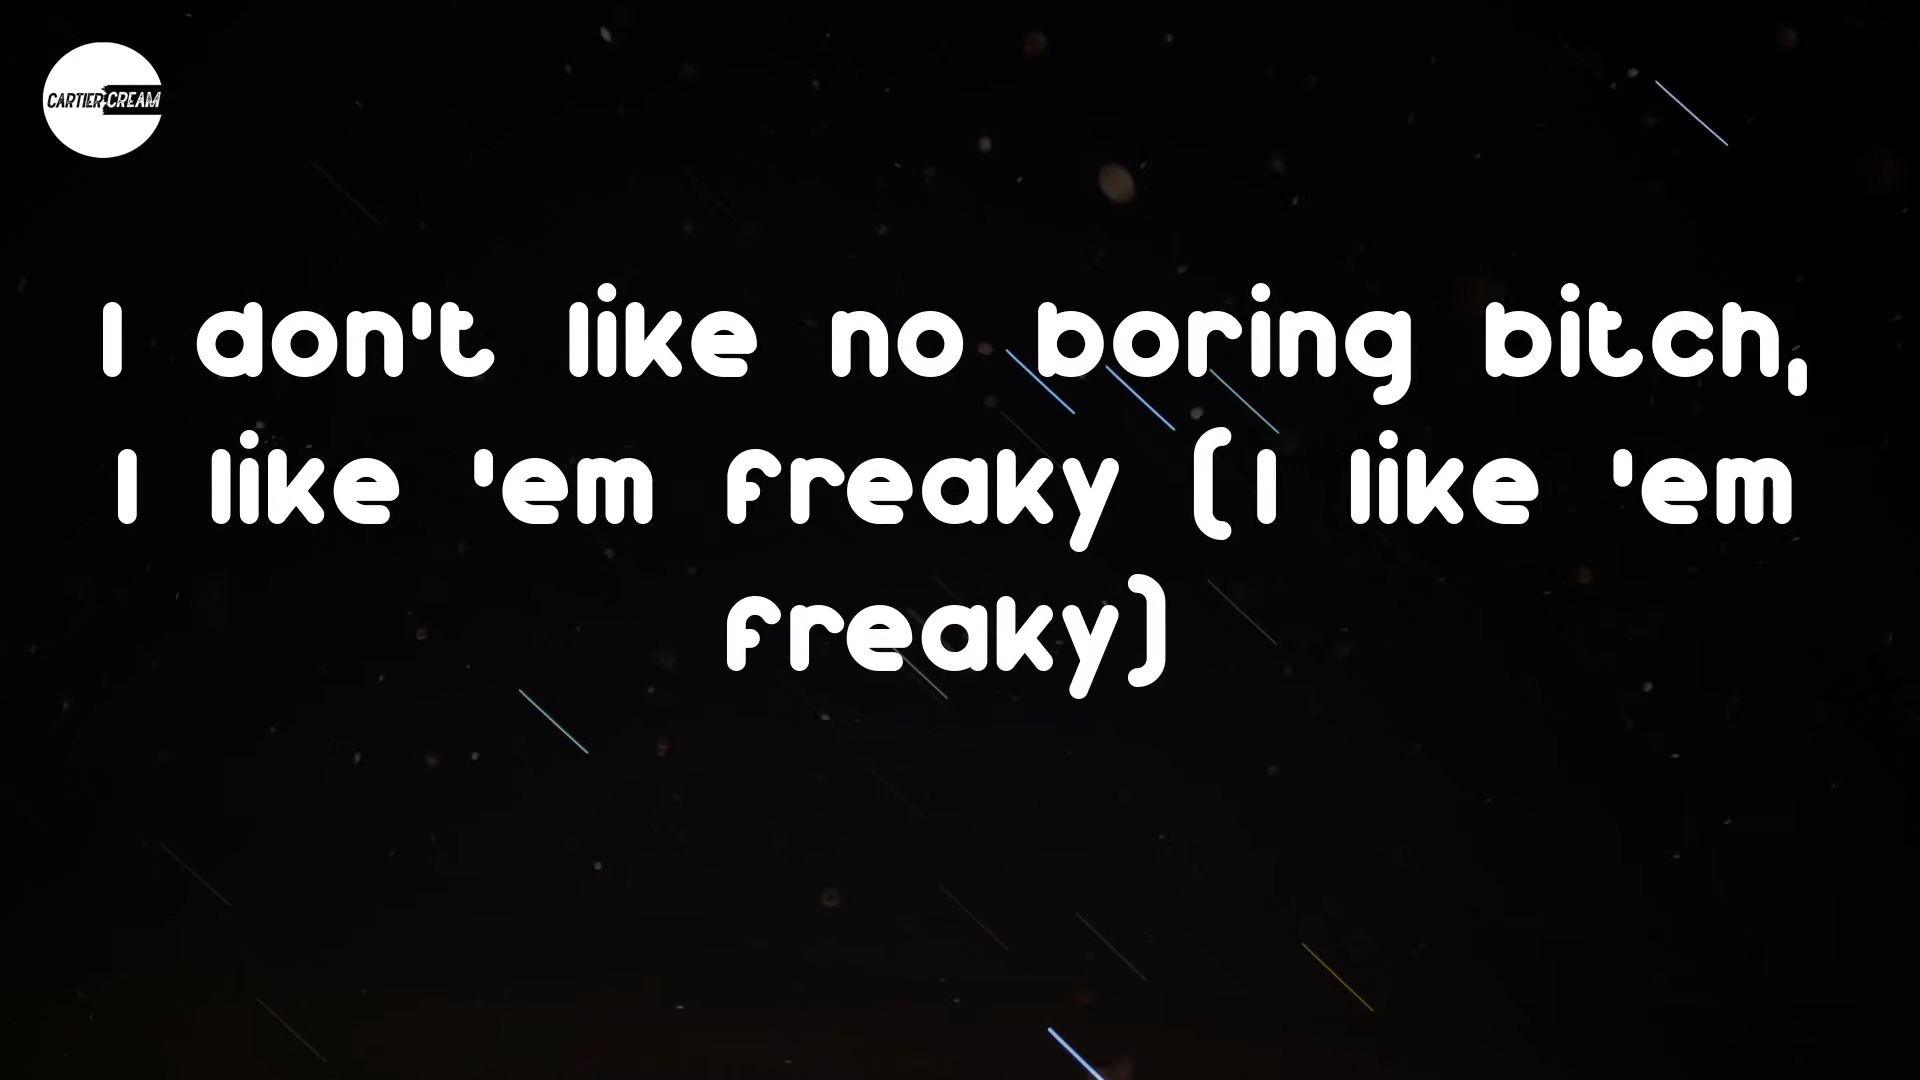 CARTIER CREAM
I don't like no boring bitch,
I like 'em freaky (I like 'em
freaky)